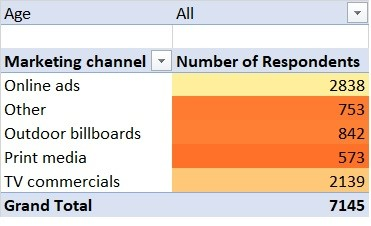 Age All
Marketing channel Number of Respondents
Online ads 2838
Other 753
Outdoor billboards 842
Print media 573
TV commercials 2139
Grand Total 7145